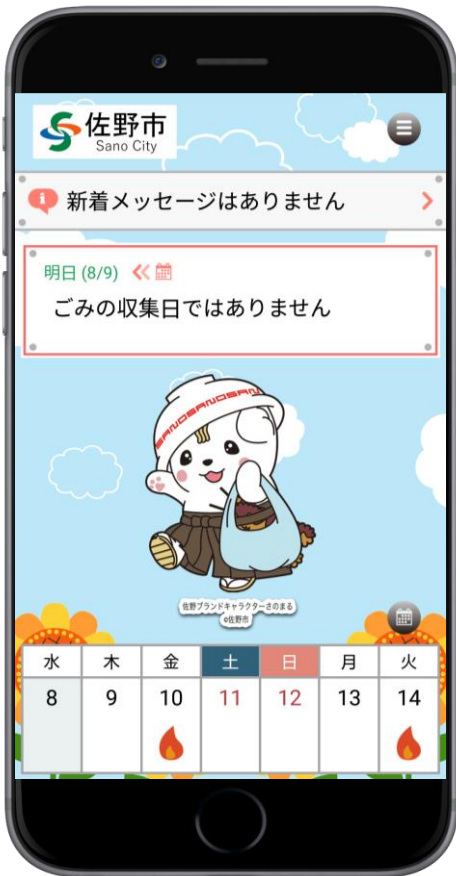 佐野市
Sano City
新着メッセージはありません
明日 (8/9)
ごみの収集日ではありません
SANOSANOSAN
佐野ブランドキャラクターさのまる
©佐野市
水 木 金 土 日 月 火
8 9 10 11 12 13 14